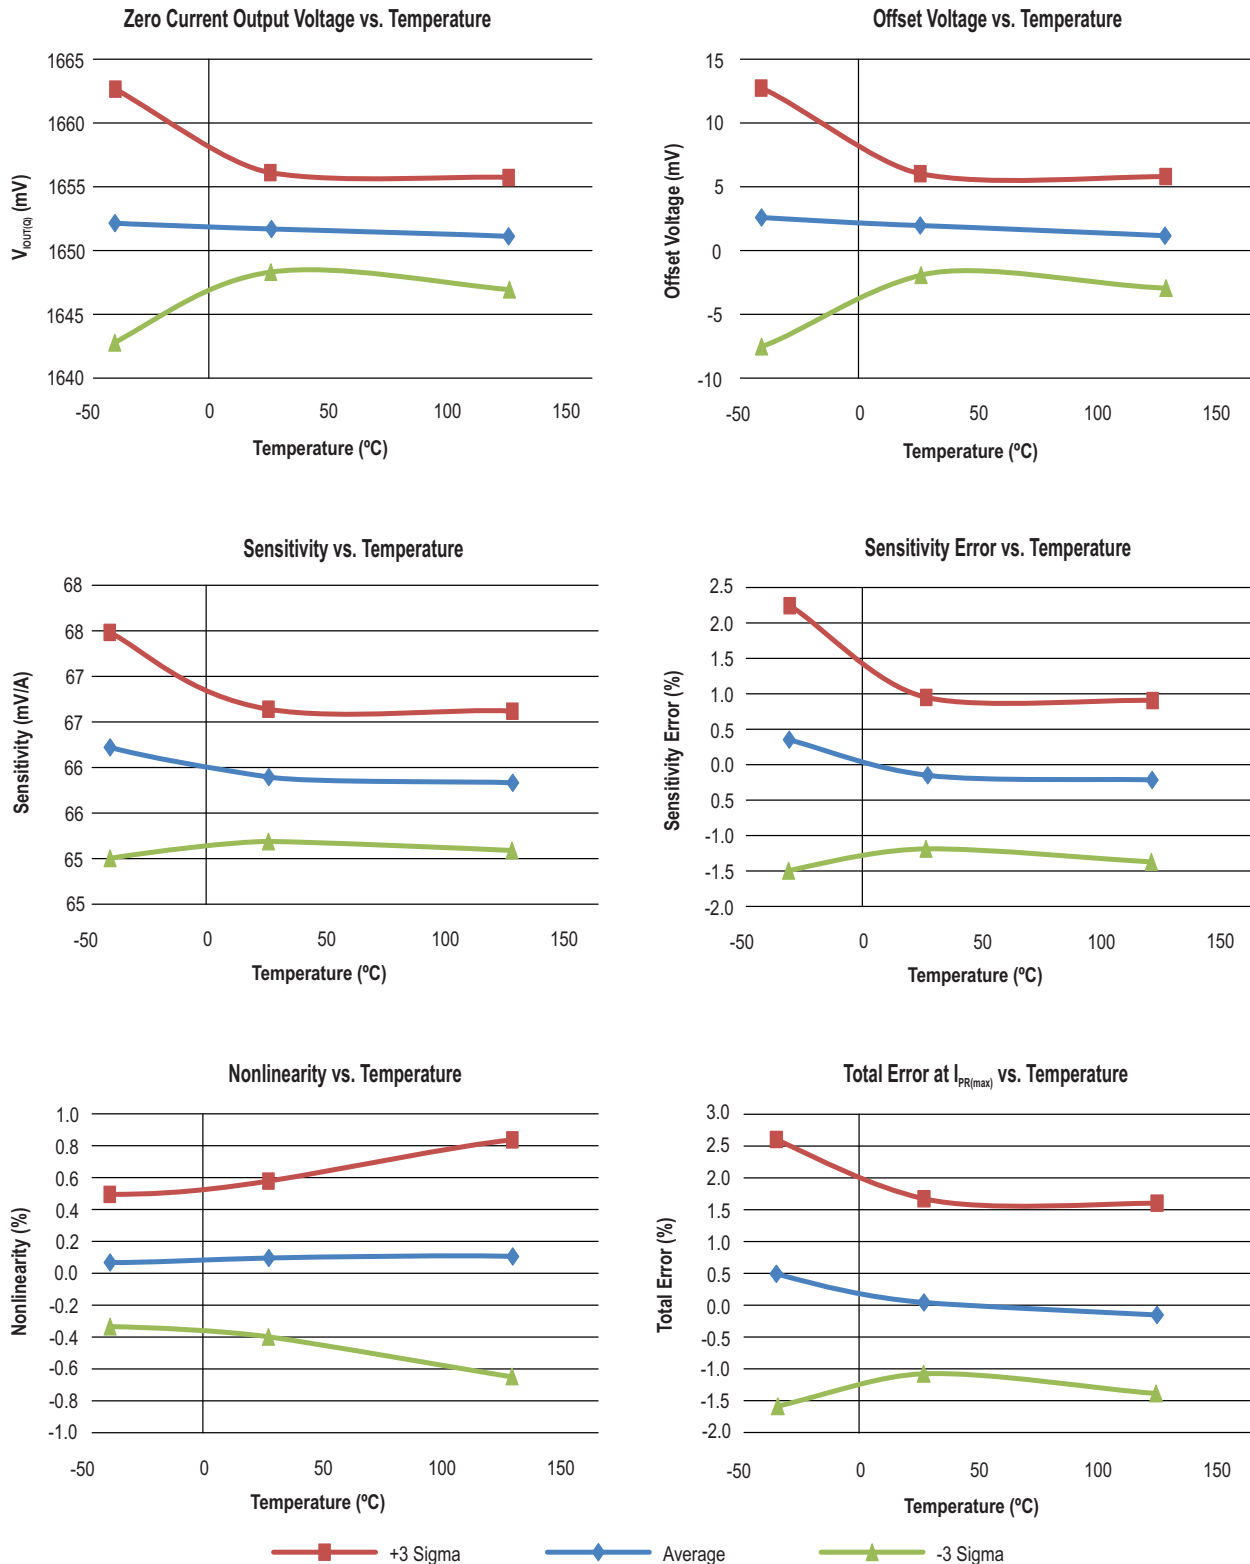 Zero Current Output Voltage vs. Temperature
1665
1660
1655
1650
1645
1640
VIOUT(Q) (mV)
-50 0 50 100 150
Temperature (ºC)
Offset Voltage vs. Temperature
15
10
5
0
-5
-10
Offset Voltage (mV)
-50 0 50 100 150
Temperature (ºC)
Sensitivity vs. Temperature
68
68
67
67
66
66
65
65
Sensitivity (mV/A)
-50 0 50 100 150
Temperature (ºC)
Sensitivity Error vs. Temperature
2.5
2.0
1.5
1.0
0.5
0.0
0.5
-1.0
-1.5
-2.0
Sensitivity Error (%)
-50 0 50 100 150
Temperature (ºC)
Nonlinearity vs. Temperature
1.0
0.8
0.6
0.4
0.2
0.0
-0.2
-0.4
-0.6
-0.8
-1.0
Nonlinearity (%)
-50 0 50 100 150
Temperature (ºC)
Total Error at IPR(max) vs. Temperature
3.0
2.5
2.0
1.5
1.0
0.5
0.0
-0.5
-1.0
-1.5
-2.0
Total Error (%)
-50 0 50 100 150
Temperature (ºC)
+3 Sigma Average -3 Sigma